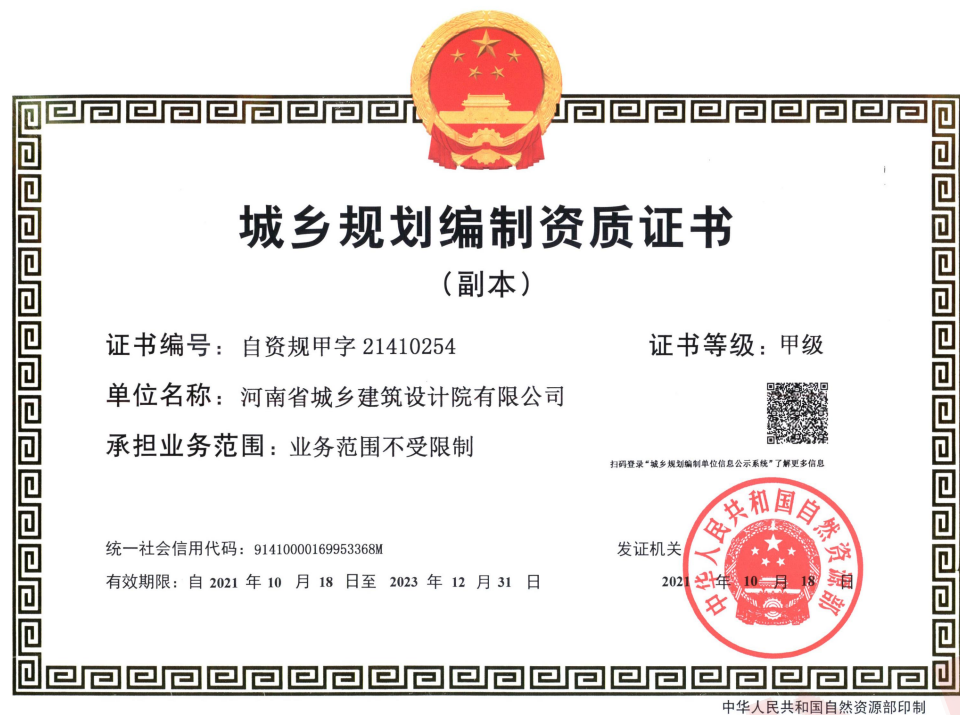 城乡规划编制资质证书
（副本）
证书编号：自资规甲字 21410254
证书等级：甲级
单位名称：河南省城乡建筑设计院有限公司
承担业务范围：业务范围不受限制
扫码登录“城乡规划编制单位信息公示系统”了解更多信息
统一社会信用代码：91410000169953368M
发证机关
中华人民共和国自然资源部
有效期限：自 2021 年 10 月 18 日至 2023 年 12 月 31 日
2021 年 10 月 18 日
中华人民共和国自然资源部印制